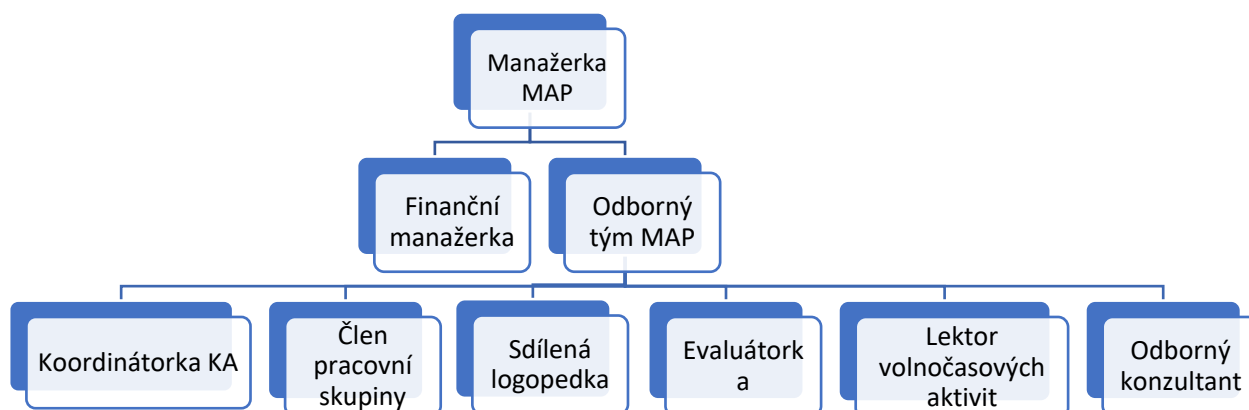 Manažerka
MAP
Finanční
manažerka
Odborný
tým MAP
Koordinátorka KA
Člen
pracovní
skupiny
Sdílená
logopedka
Evaluátork
a
Lektor
volnočasových
aktivit
Odborný
konzultant